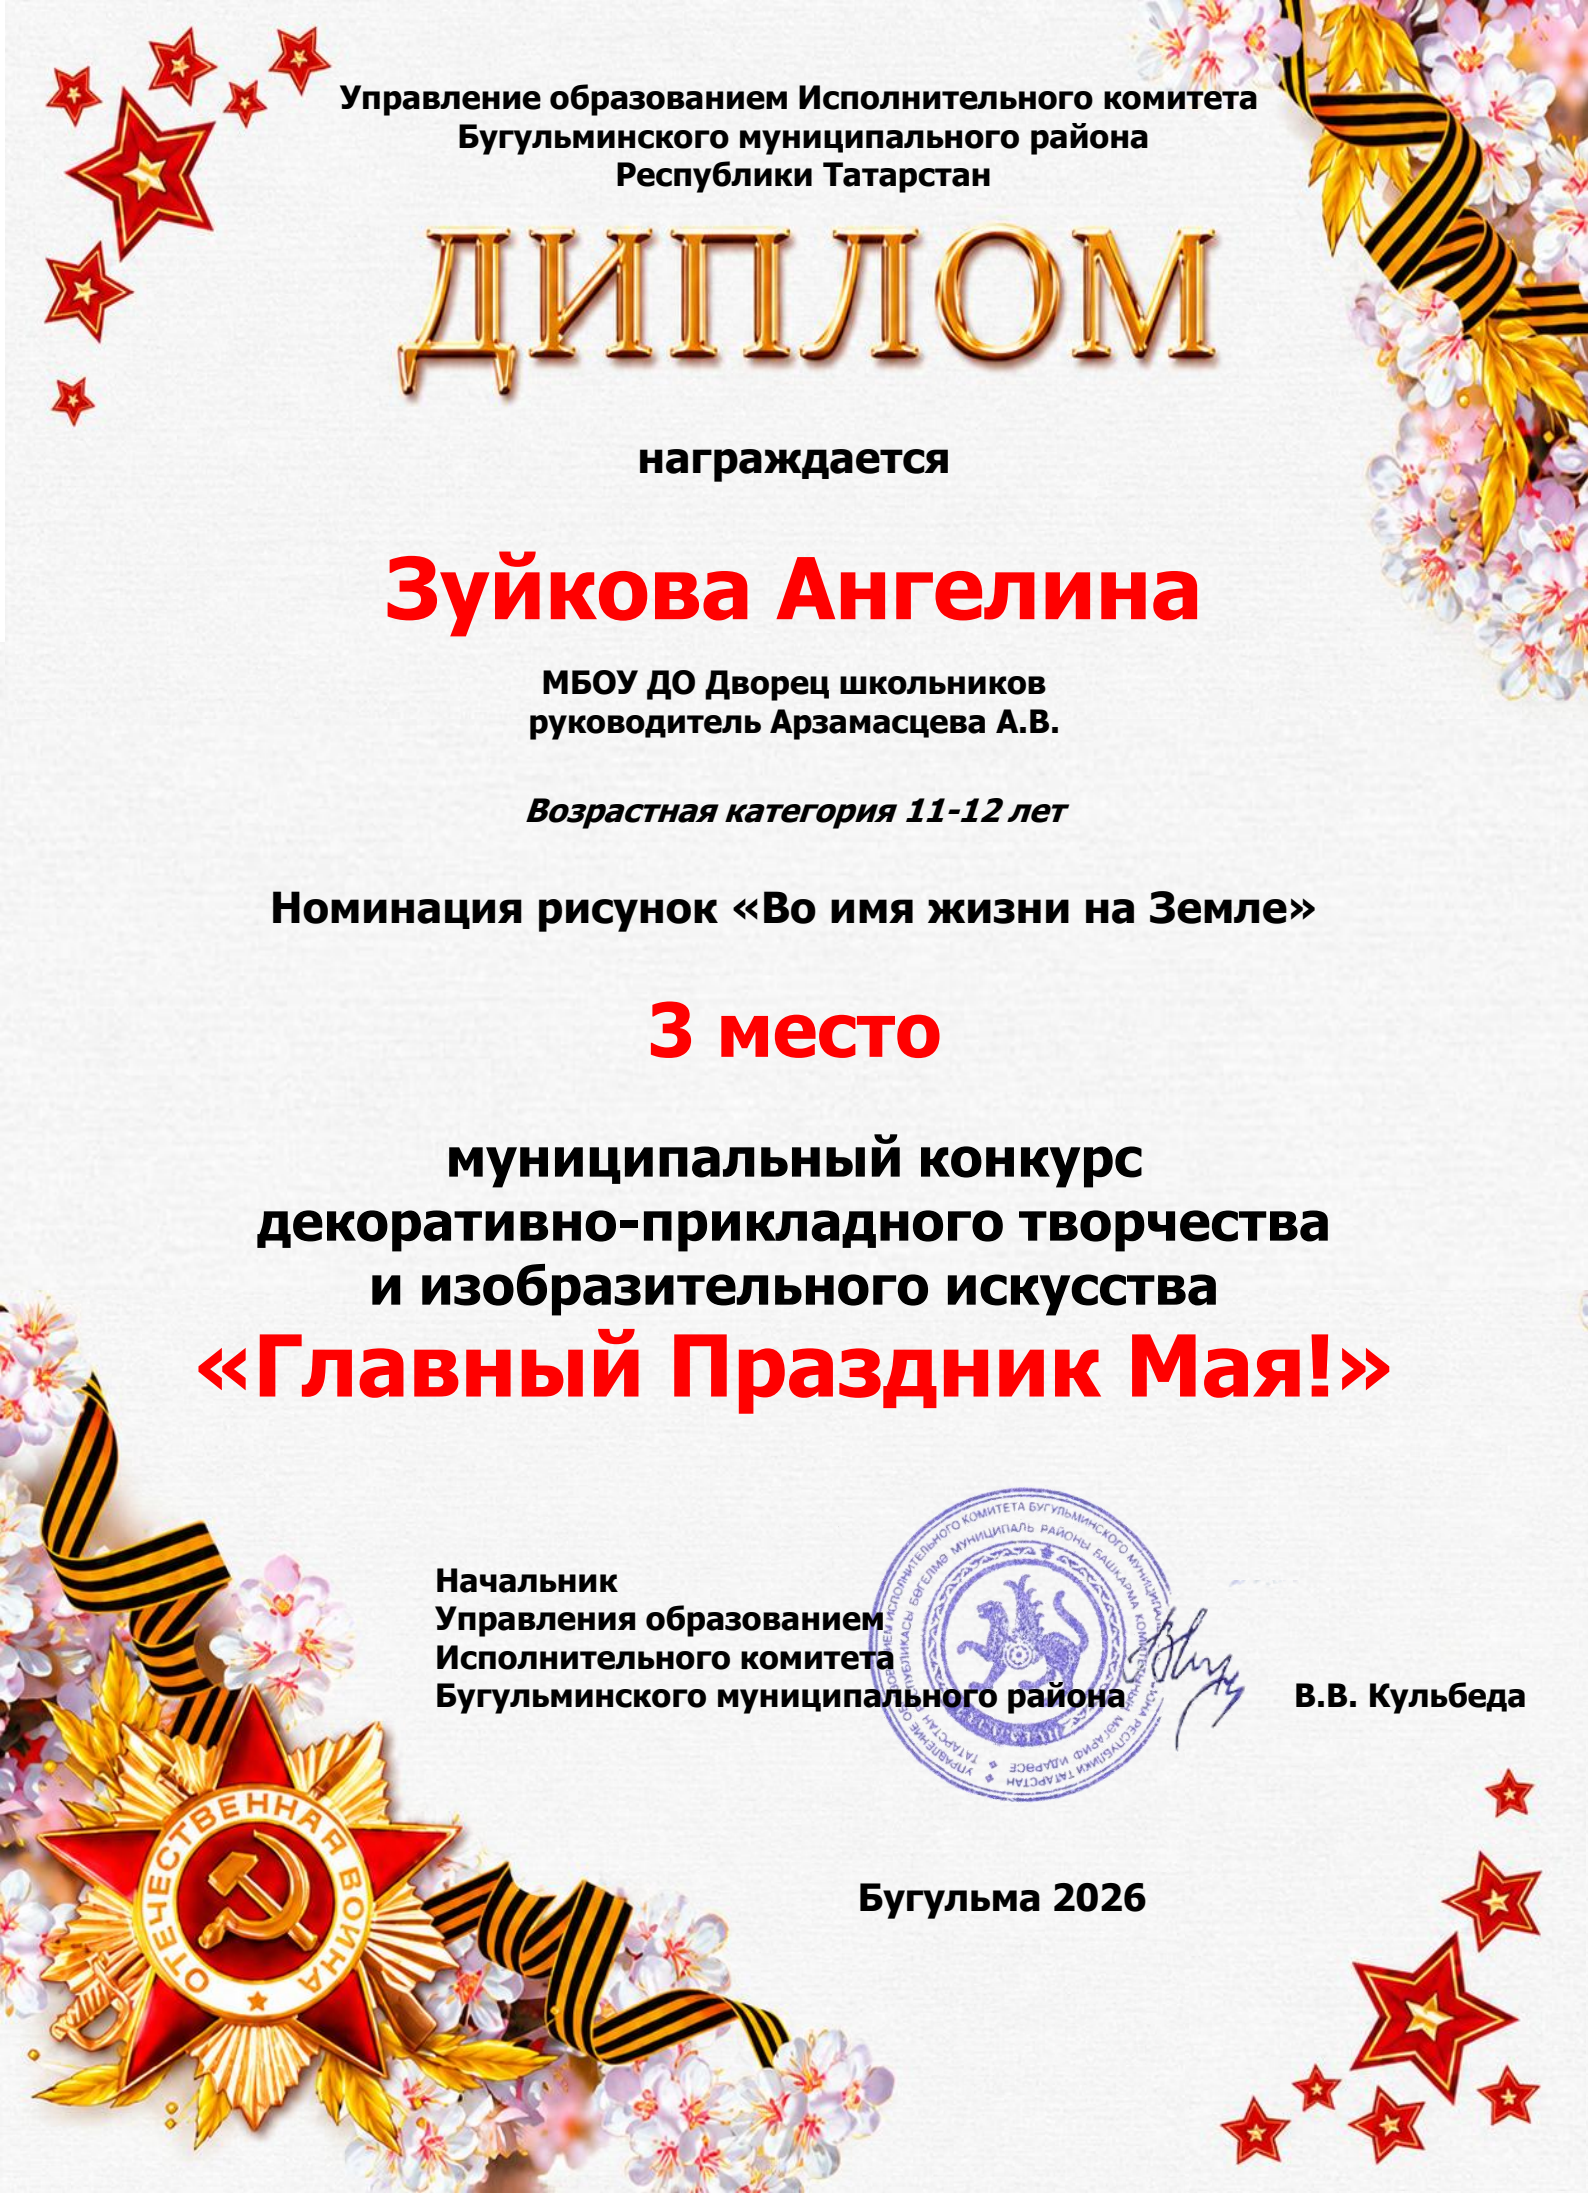 Управление образованием Исполнительного комитета
Бугульминского муниципального района
Республики Татарстан
ДИПЛОМ
награждается
Зуйкова Ангелина
МБОУ ДО Дворец школьников
руководитель Арзамасцева А.В.
Возрастная категория 11-12 лет
Номинация рисунок «Во имя жизни на Земле»
3 место
муниципальный конкурс
декоративно-прикладного творчества
и изобразительного искусства
«Главный Праздник Мая!»
Начальник
Управления образованием
Исполнительного комитета
Бугульминского муниципального района В.В. Кульбеда
ОТЕЧЕСТВЕННАЯ ВОЙНА
Бугульма 2026